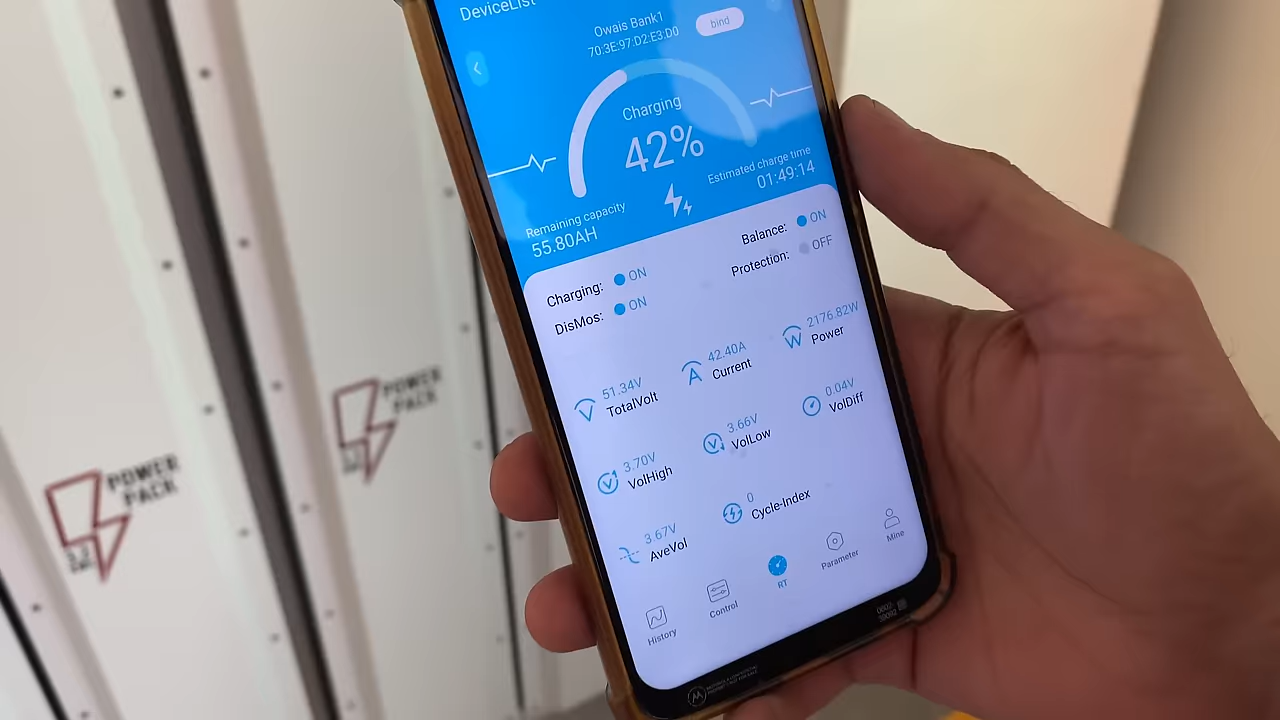 DeviceList
Owais Bank1
70:3E:97:D2:E3:D0
bind
Charging
42%
Estimated charge time
01:49:14
Remaining capacity
55.80AH
Charging: ON
Balance: ON
DisMos: ON
Protection: OFF
51.34V
TotalVolt
42.40A
Current
2176.82W
Power
3.70V
VolHigh
3.66V
VolLow
0.04V
VolDiff
3.67V
AveVol
0
Cycle-Index
History
Control
RT
Parameter
Mine
POWER
PACK
POWER
PACK